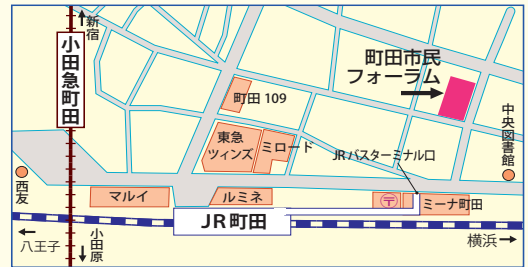 新宿
小田急町田
町田市民
フォーラム
町田 109
中央図書館
東急
ツインズ
ミロード
JRバスターミナル口
西友
マルイ
ルミネ
〒
ミーナ町田
JR町田
八王子
小田原
横浜